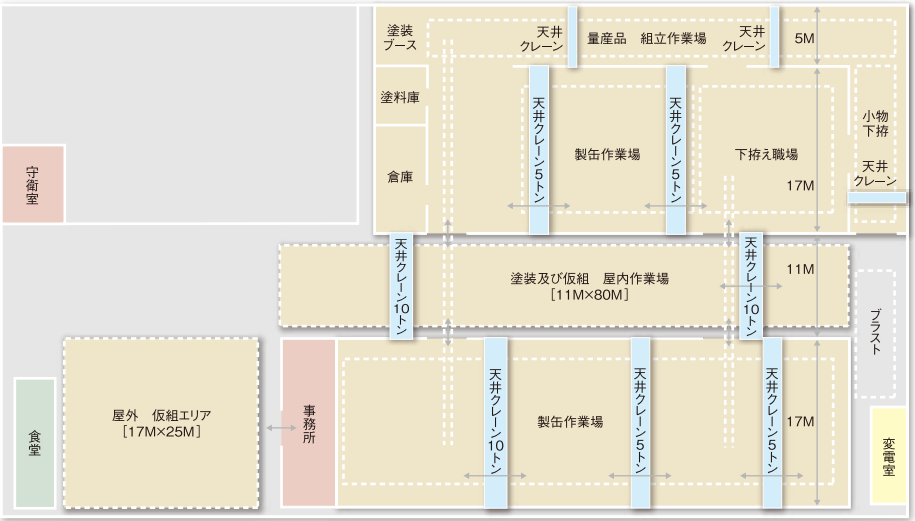 塗装
ブース
天井
クレーン
量産品 組立作業場
天井
クレーン
5M
塗料庫
倉庫
天井クレーン5トン
製缶作業場
天井クレーン5トン
下拵え職場
17M
小物
下拵
天井
クレーン
守衛室
天井クレーン10トン
塗装及び仮組 屋内作業場
[11M×80M]
天井クレーン10トン
11M
ブラスト
食堂
屋外 仮組エリア
[17M×25M]
事務所
天井クレーン10トン
製缶作業場
天井クレーン5トン
天井クレーン5トン
17M
変電室